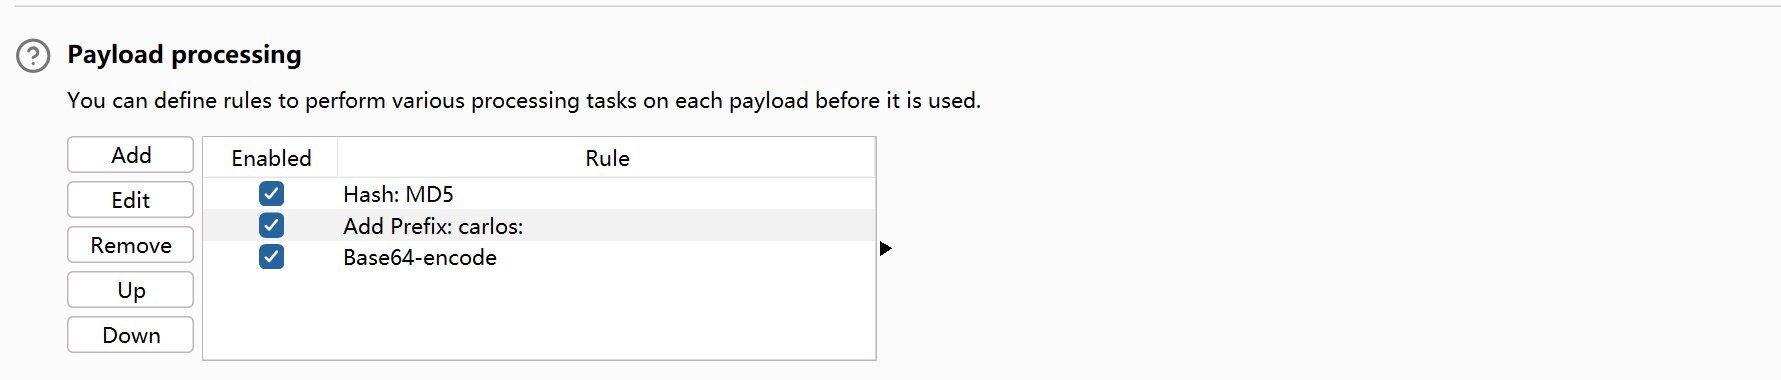 Payload processing
You can define rules to perform various processing tasks on each payload before it is used.
Add
Edit
Remove
Up
Down
Enabled Rule
Hash: MD5
Add Prefix: carlos:
Base64-encode